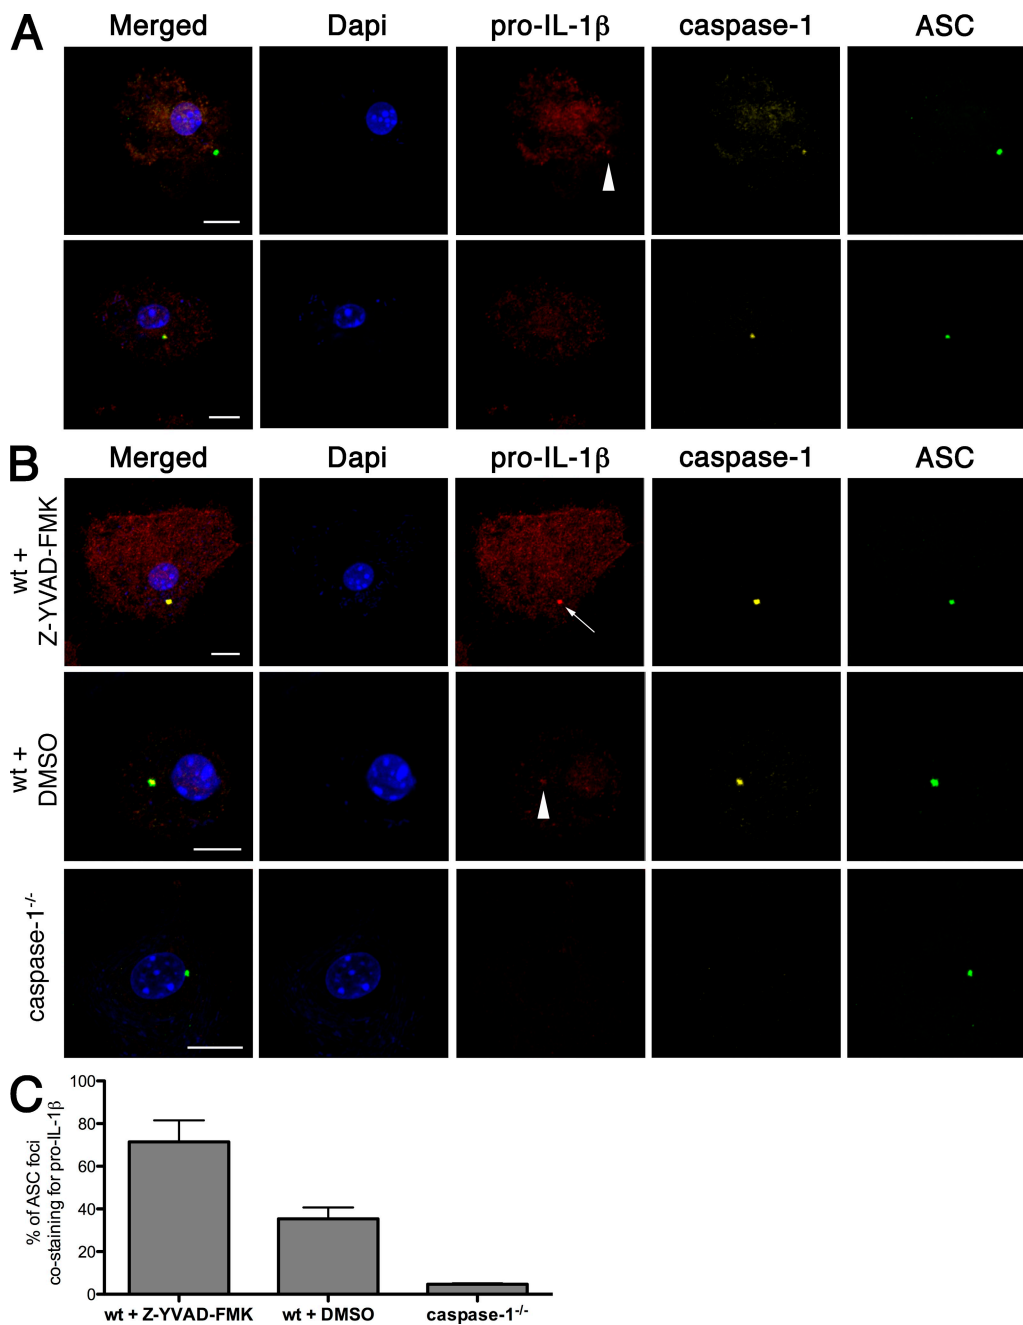 A
Merged Dapi pro-IL-1β caspase-1 ASC
B
Merged Dapi pro-IL-1β caspase-1 ASC
wt +
Z-YVAD-FMK
wt +
DMSO
caspase-1-/-
C
% of ASC foci
co-staining for pro-IL-1β
100
80
60
40
20
0
wt + Z-YVAD-FMK wt + DMSO caspase-1-/-